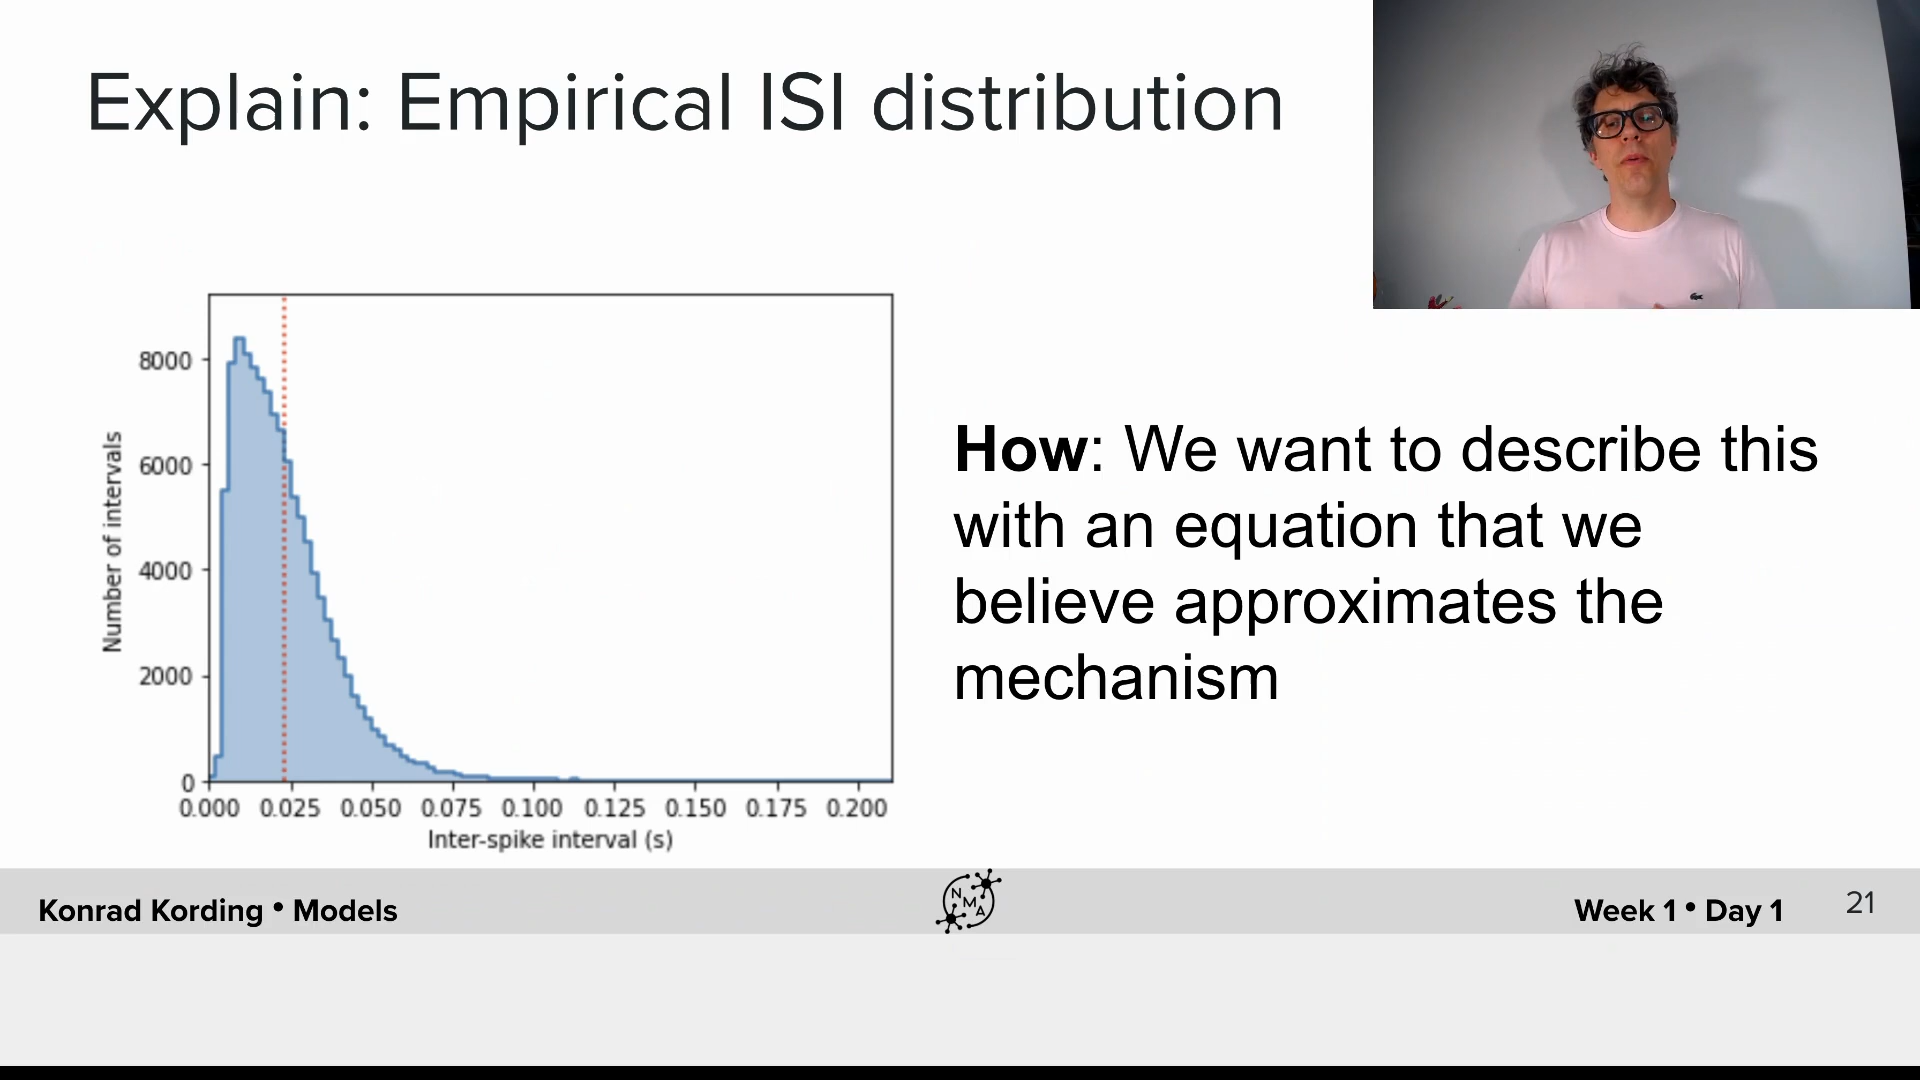 Explain: Empirical ISI distribution
8000
6000
4000
2000
0
Number of intervals
0.000 0.025 0.050 0.075 0.100 0.125 0.150 0.175 0.200
Inter-spike interval (s)
How: We want to describe this
with an equation that we
believe approximates the
mechanism
Konrad Kording • Models
N
M
A
Week 1 • Day 1
21